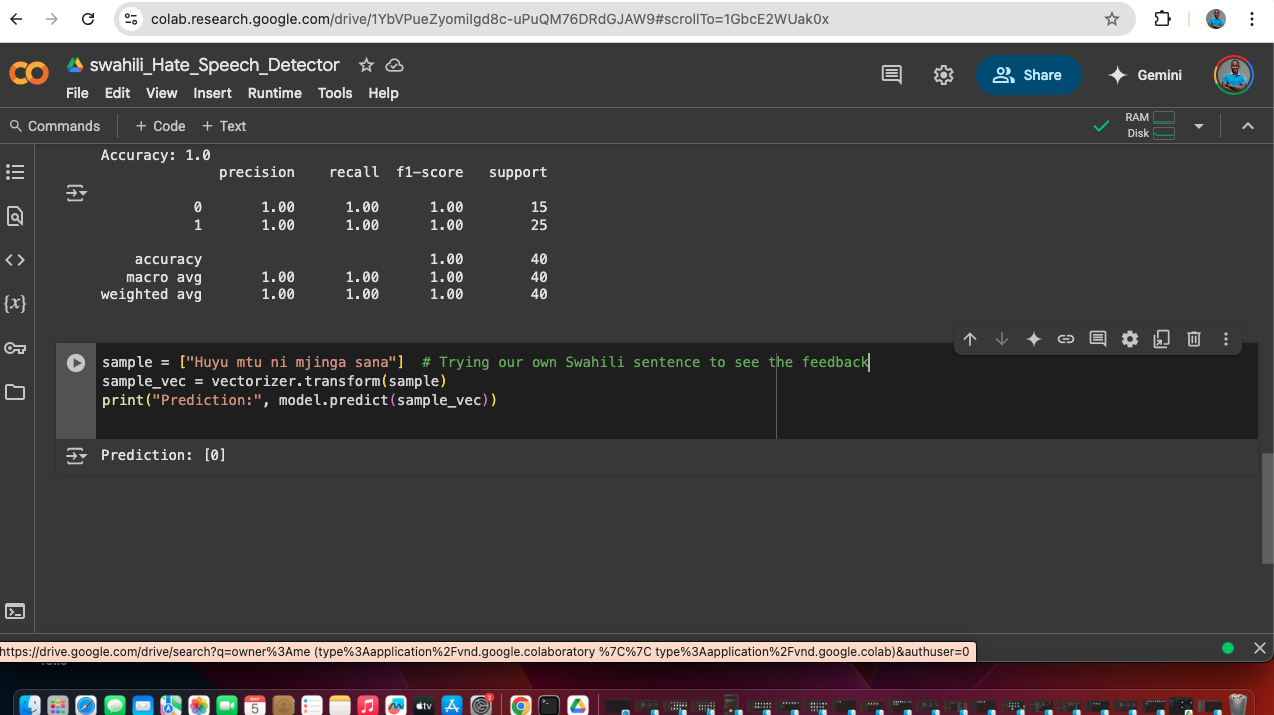 colab.research.google.com/drive/1YbVPueZyomiIgd8c-uPuQM76DRdGJAW9#scrollTo=1GbcE2WUak0x
swahili_Hate_Speech_Detector
File Edit View Insert Runtime Tools Help
Share
Gemini
Commands + Code + Text
RAM
Disk
Accuracy: 1.0
precision recall f1-score support
0 1.00 1.00 1.00 15
1 1.00 1.00 1.00 25
accuracy 1.00 40
macro avg 1.00 1.00 1.00 40
weighted avg 1.00 1.00 1.00 40
sample = ["Huyu mtu ni mjinga sana"] # Trying our own Swahili sentence to see the feedback
sample_vec = vectorizer.transform(sample)
print("Prediction:", model.predict(sample_vec))
Prediction: [0]
https://drive.google.com/drive/search?q=owner%3Ame (type%3Aapplication%2Fvnd.google.colaboratory %7C%7C type%3Aapplication%2Fvnd.google.colab)&authuser=0
MAY
5
tv
2